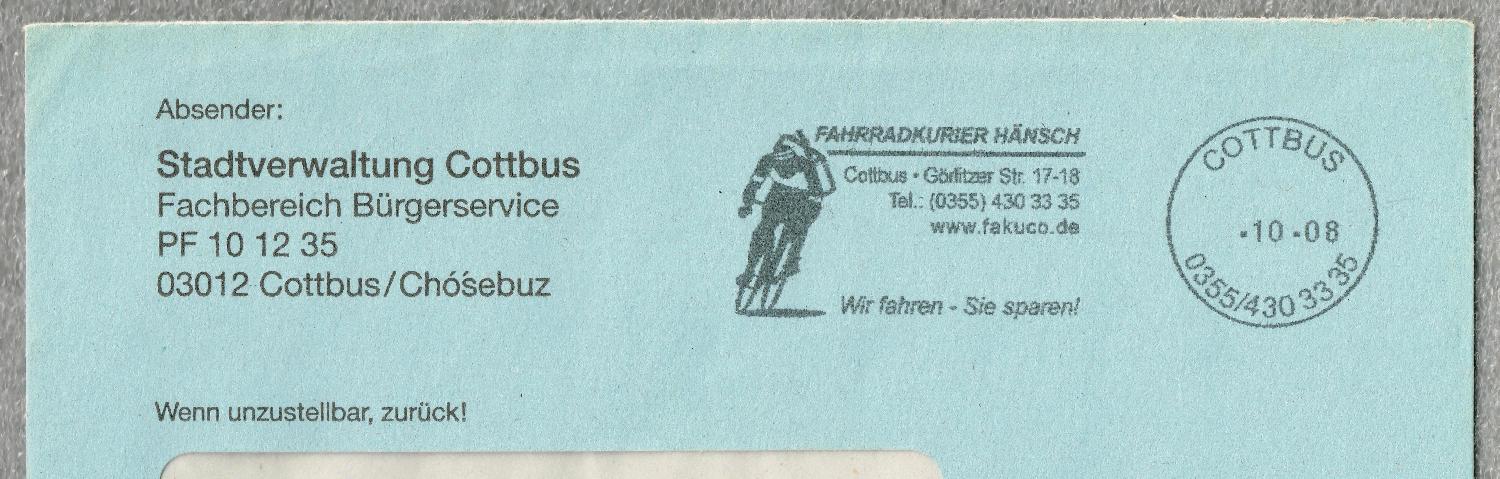 Absender:
Stadtverwaltung Cottbus
Fachbereich Bürgerservice
PF 10 12 35
03012 Cottbus/Chóśebuz
Wenn unzustellbar, zurück!
FAHRRADKURIER HÄNSCH
Cottbus • Görlitzer Str. 17-18
Tel.: (0355) 430 33 35
www.fakuco.de
Wir fahren - Sie sparen!
COTTBUS
.10.08
0355/430 33 35